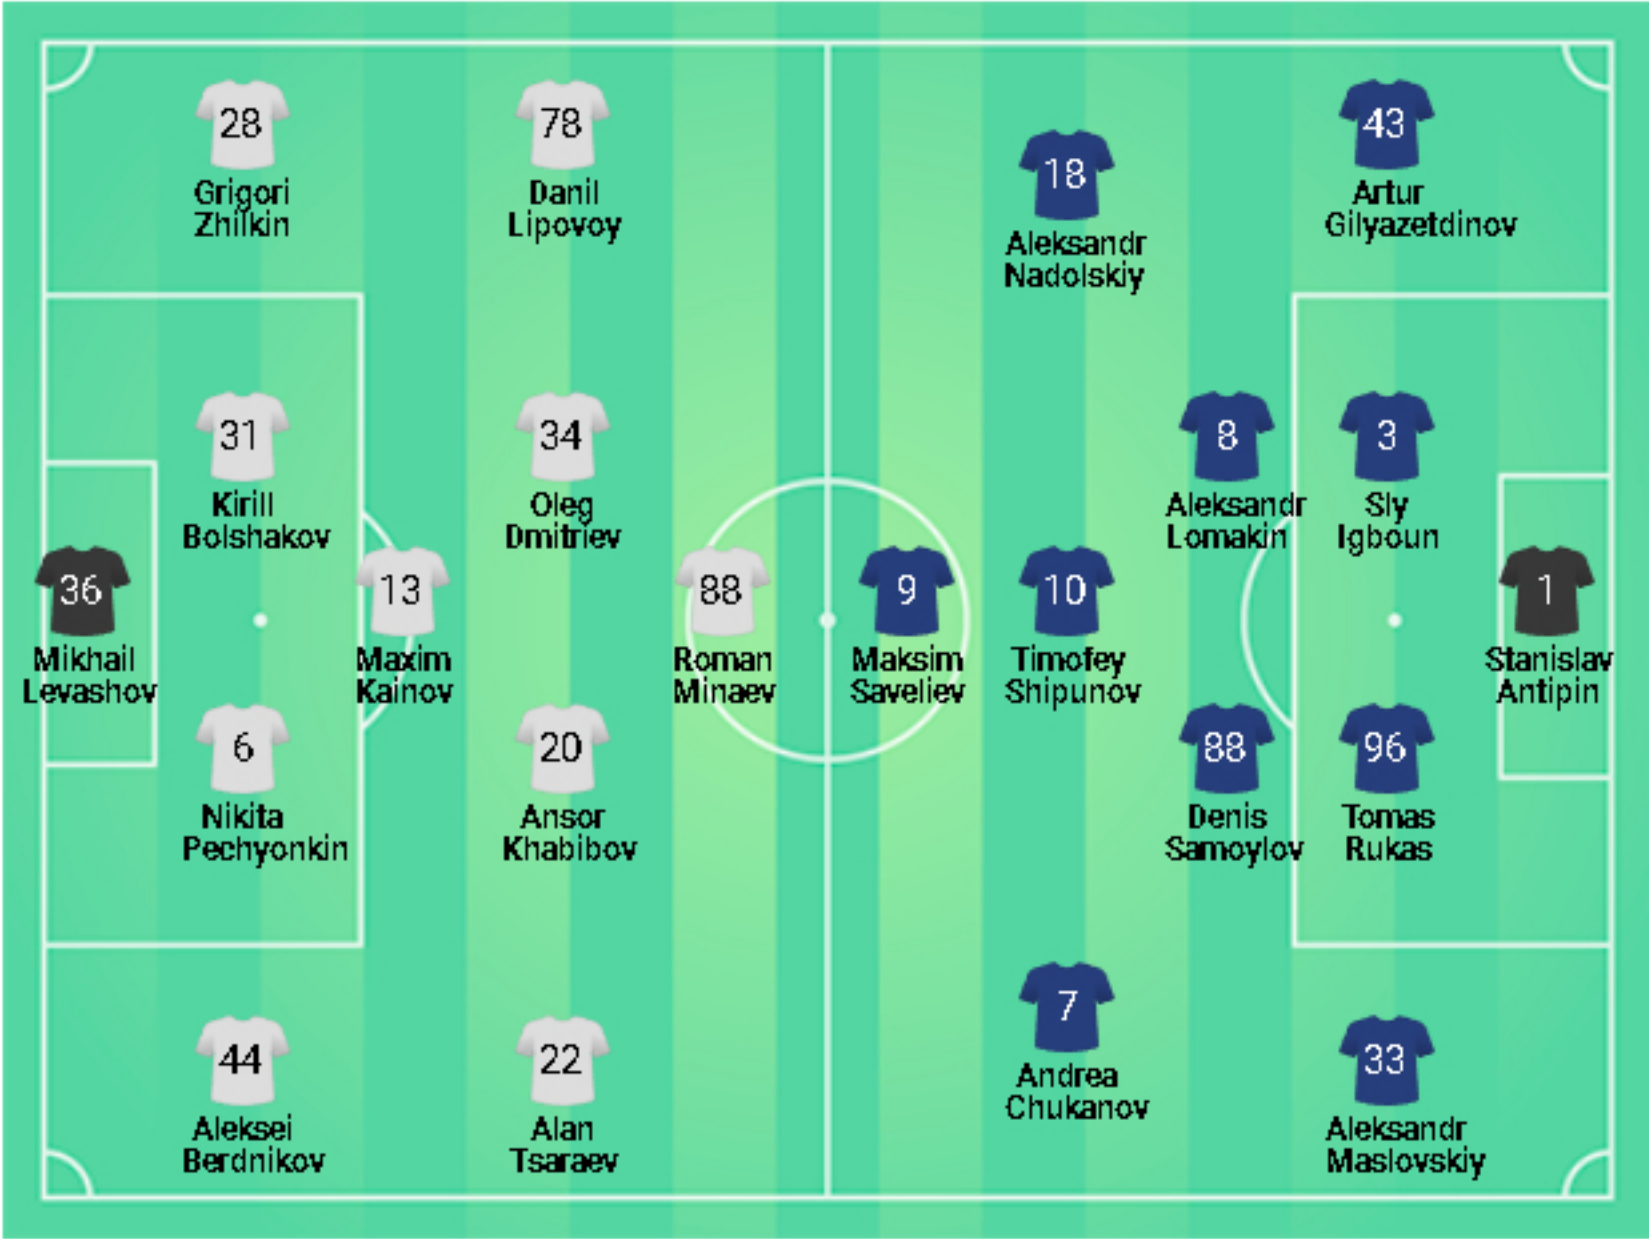 28
Grigori
Zhilkin
78
Danil
Lipovoy
18
Aleksandr
Nadolskiy
43
Artur
Gilyazetdinov
31
Kirill
Bolshakov
34
Oleg
Dmitriev
8
Aleksandr
Lomakin
3
Sly
Igboun
36
Mikhail
Levashov
13
Maxim
Kainov
88
Roman
Minaev
9
Maksim
Saveliev
10
Timofey
Shipunov
1
Stanislav
Antipin
6
Nikita
Pechyonkin
20
Ansor
Khabibov
88
Denis
Samoylov
96
Tomas
Rukas
44
Aleksei
Berdnikov
22
Alan
Tsaraev
7
Andrea
Chukanov
33
Aleksandr
Maslovskiy